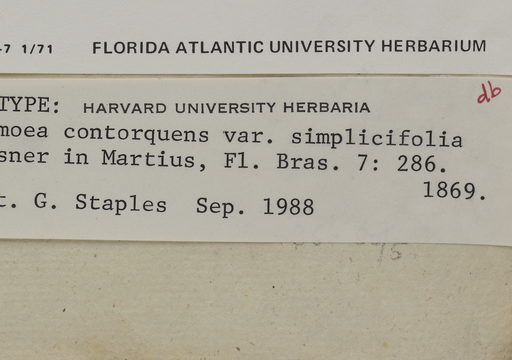 -7 1/71 FLORIDA ATLANTIC UNIVERSITY HERBARIUM
db
TYPE: HARVARD UNIVERSITY HERBARIA
moea contorquens var. simplicifolia
sner in Martius, Fl. Bras. 7: 286.
1869.
t. G. Staples Sep. 1988